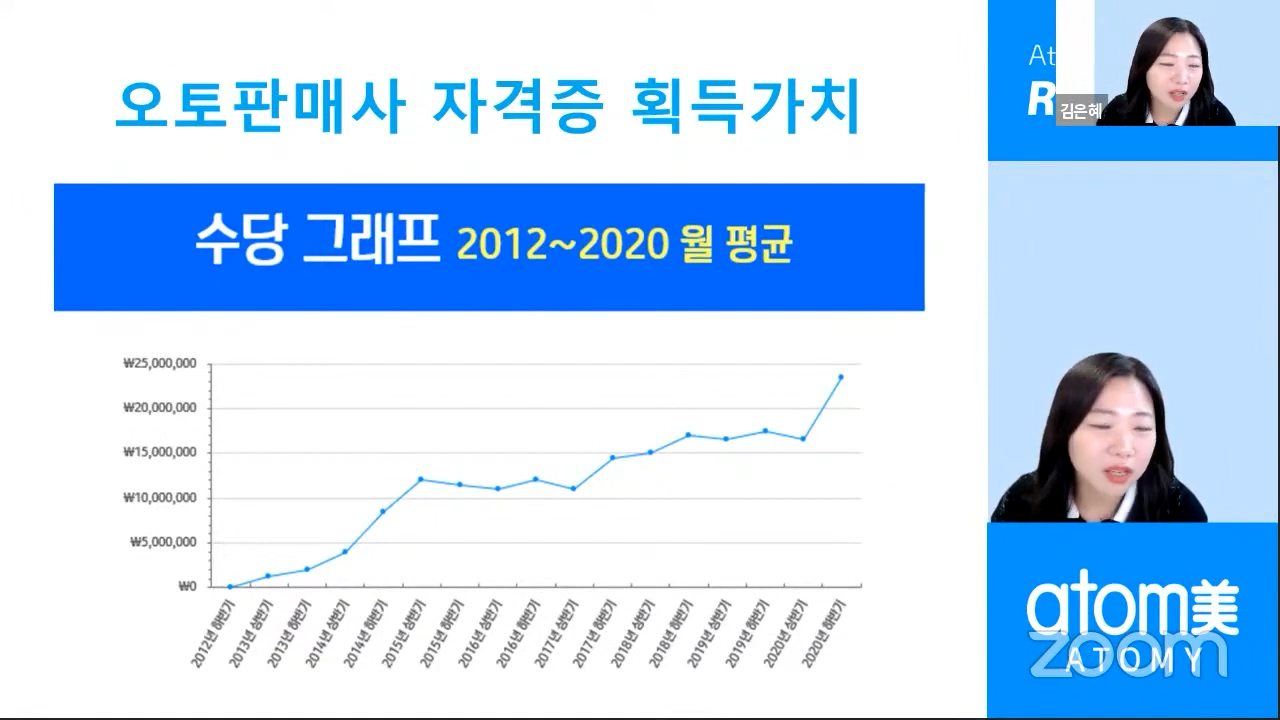 오토판매사 자격증 획득가치
수당 그래프 2012~2020 월 평균
₩25,000,000
₩20,000,000
₩15,000,000
₩10,000,000
₩5,000,000
₩0
2012년 하반기
2013년 상반기
2013년 하반기
2014년 상반기
2014년 하반기
2015년 상반기
2015년 하반기
2016년 상반기
2016년 하반기
2017년 상반기
2017년 하반기
2018년 상반기
2018년 하반기
2019년 상반기
2019년 하반기
2020년 상반기
2020년 하반기
At
R
김은혜
atom美
ATOMY
zoom